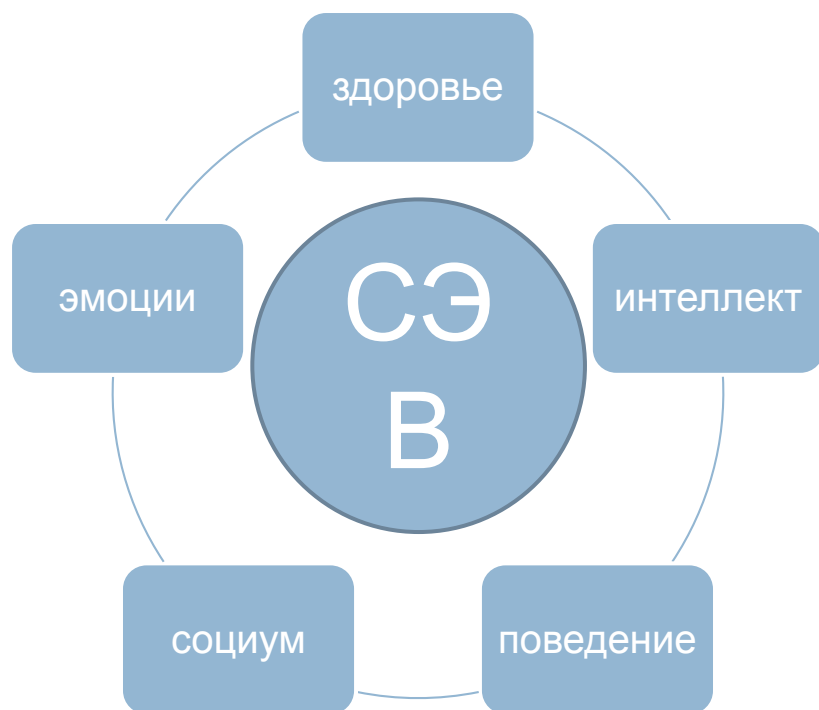 здоровье
эмоции
интеллект
СЭ
В
социум
поведение